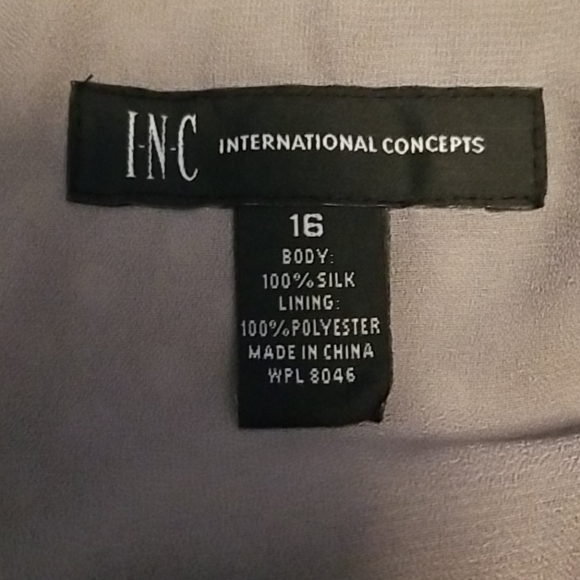 I-N-C INTERNATIONAL CONCEPTS
16
BODY:
100% SILK
LINING:
100% POLYESTER
MADE IN CHINA
WPL 8046